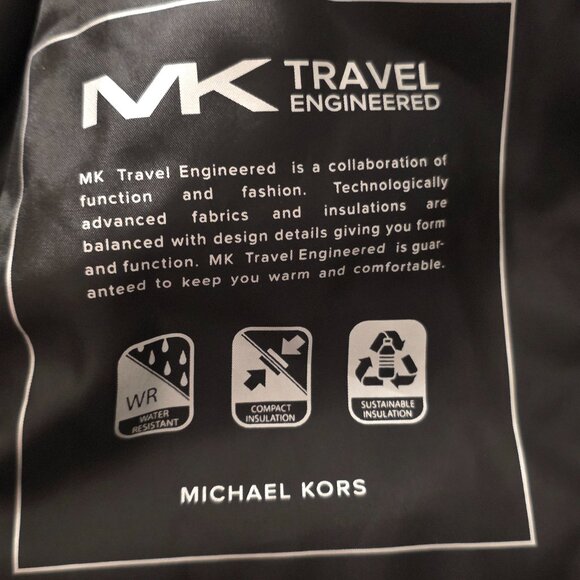 MK TRAVEL
ENGINEERED
MK Travel Engineered is a collaboration of
function and fashion. Technologically
advanced fabrics and insulations are
balanced with design details giving you form
and function. MK Travel Engineered is guar-
anteed to keep you warm and comfortable.
WR
WATER
RESISTANT
COMPACT
INSULATION
SUSTAINABLE
INSULATION
MICHAEL KORS